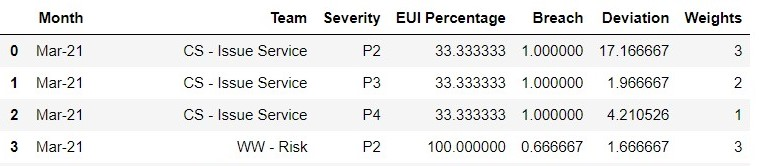 Month Team Severity EUI Percentage Breach Deviation Weights
0 Mar-21 CS - Issue Service P2 33.333333 1.000000 17.166667 3
1 Mar-21 CS - Issue Service P3 33.333333 1.000000 1.966667 2
2 Mar-21 CS - Issue Service P4 33.333333 1.000000 4.210526 1
3 Mar-21 WW - Risk P2 100.000000 0.666667 1.666667 3